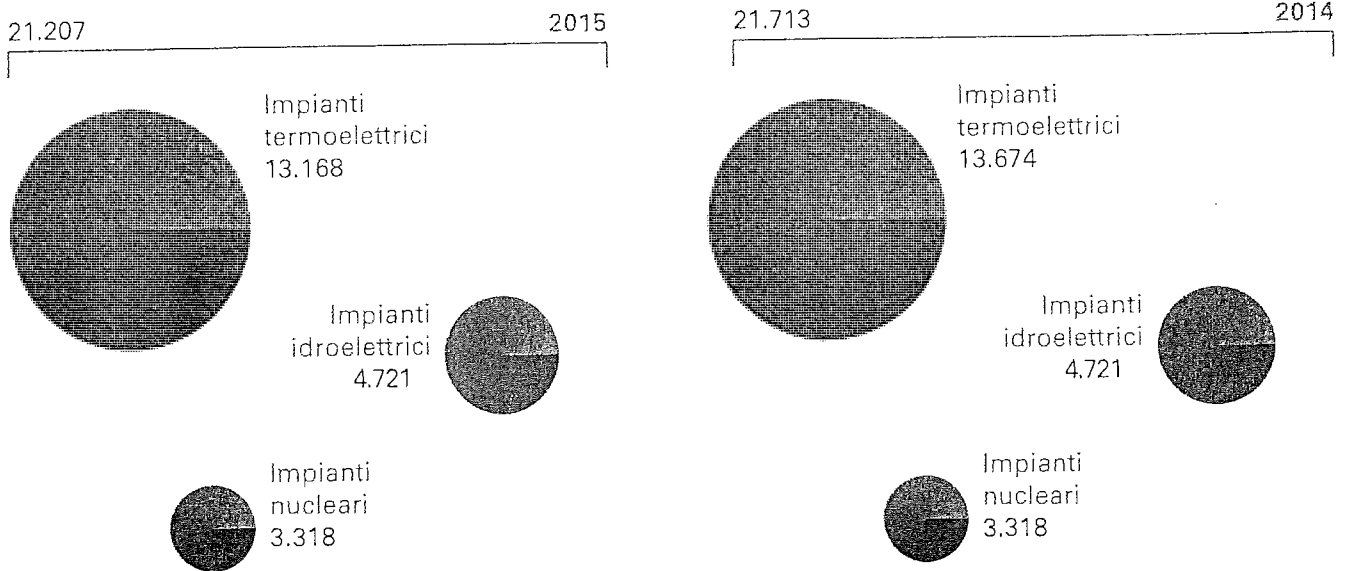 21.207 2015
Impianti
termoelettrici
13.168
Impianti
idroelettrici
4.721
Impianti
nucleari
3.318
21.713 2014
Impianti
termoelettrici
13.674
Impianti
idroelettrici
4.721
Impianti
nucleari
3.318